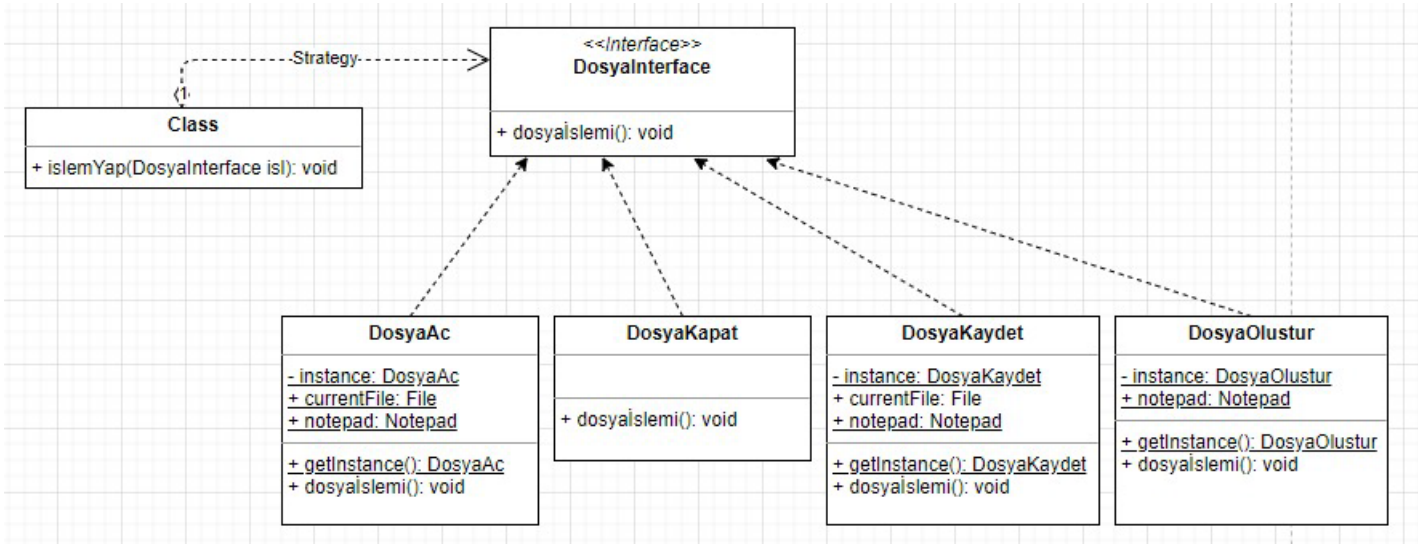 Strategy
1
Class
+ islemYap(DosyaInterface isl): void
<<Interface>>
DosyaInterface
+ dosyaİslemi(): void
DosyaAc
- instance: DosyaAc
+ currentFile: File
+ notepad: Notepad
+ getInstance(): DosyaAc
+ dosyaİslemi(): void
DosyaKapat
+ dosyaİslemi(): void
DosyaKaydet
- instance: DosyaKaydet
+ currentFile: File
+ notepad: Notepad
+ getInstance(): DosyaKaydet
+ dosyaİslemi(): void
DosyaOlustur
- instance: DosyaOlustur
+ notepad: Notepad
+ getInstance(): DosyaOlustur
+ dosyaİslemi(): void